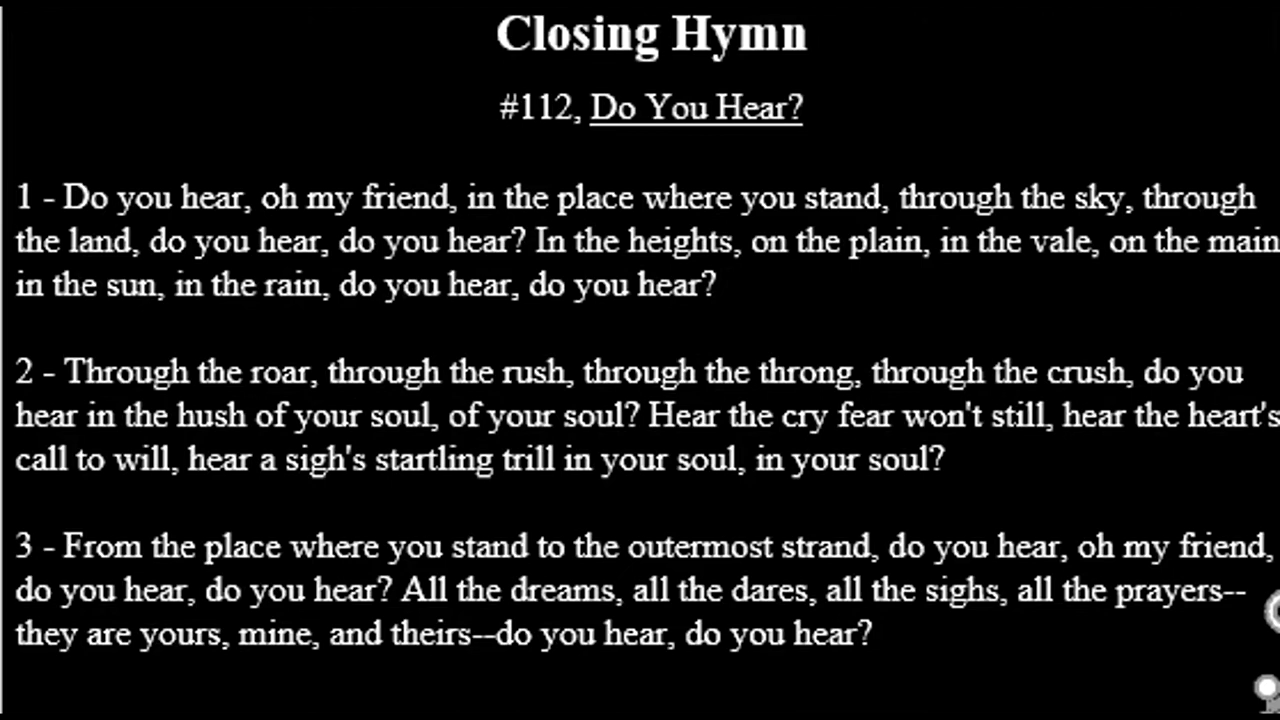 Closing Hymn
#112, Do You Hear?
1 - Do you hear, oh my friend, in the place where you stand, through the sky, through
the land, do you hear, do you hear? In the heights, on the plain, in the vale, on the main
in the sun, in the rain, do you hear, do you hear?
2 - Through the roar, through the rush, through the throng, through the crush, do you
hear in the hush of your soul, of your soul? Hear the cry fear won't still, hear the heart's
call to will, hear a sigh's startling trill in your soul, in your soul?
3 - From the place where you stand to the outermost strand, do you hear, oh my friend,
do you hear, do you hear? All the dreams, all the dares, all the sighs, all the prayers--
they are yours, mine, and theirs--do you hear, do you hear?